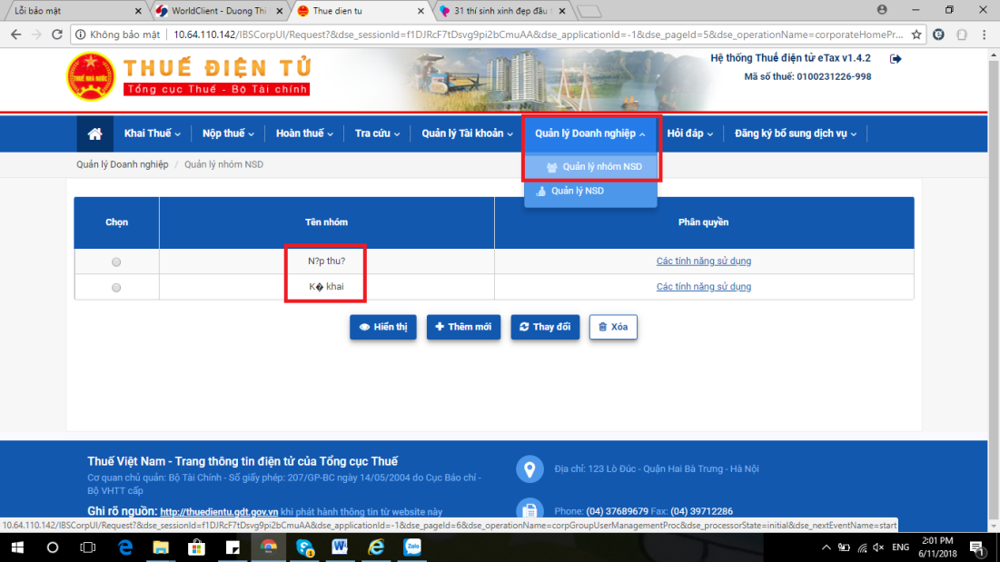 Lỗi bảo mật
WorldClient - Duong Thi
Thue dien tu
31 thí sinh xinh đẹp đầu
Không bảo mật
10.64.110.142/IBSCorpUI/Request?&dse_sessionId=f1DJRcF7tDsvg9pi2bCmuAA&dse_applicationId=-1&dse_pageId=5&dse_operationName=corporateHomePr...
THUẾ ĐIỆN TỬ
Tổng cục Thuế - Bộ Tài chính
Hệ thống Thuế điện tử eTax v1.4.2
Mã số thuế: 0100231226-998
Khai Thuế
Nộp thuế
Hoàn thuế
Tra cứu
Quản lý Tài khoản
Quản lý Doanh nghiệp
Hỏi đáp
Đăng ký bổ sung dịch vụ
Quản lý Doanh nghiệp / Quản lý nhóm NSD
Quản lý nhóm NSD
Quản lý NSD
Chọn
Tên nhóm
Phân quyền
N?p thu?
Các tính năng sử dụng
K� khai
Các tính năng sử dụng
Hiển thị
Thêm mới
Thay đổi
Xóa
Thuế Việt Nam - Trang thông tin điện tử của Tổng cục Thuế
Cơ quan chủ quản: Bộ Tài Chính - Số giấy phép: 207/GP-BC ngày 14/05/2004 do Cục Báo chí -
Bộ VHTT cấp
Ghi rõ nguồn: http://thuedientu.gdt.gov.vn khi phát hành thông tin từ website này
Địa chỉ: 123 Lò Đúc - Quận Hai Bà Trưng - Hà Nội
Phone: (04) 37689679 Fax: (04) 39712286
10.64.110.142/IBSCorpUI/Request?&dse_sessionId=f1DJRcF7tDsvg9pi2bCmuAA&dse_applicationId=-1&dse_pageId=6&dse_operationName=corpGroupUserManagementProc&dse_processorState=initial&dse_nextEventName=start
ENG
2:01 PM
6/11/2018